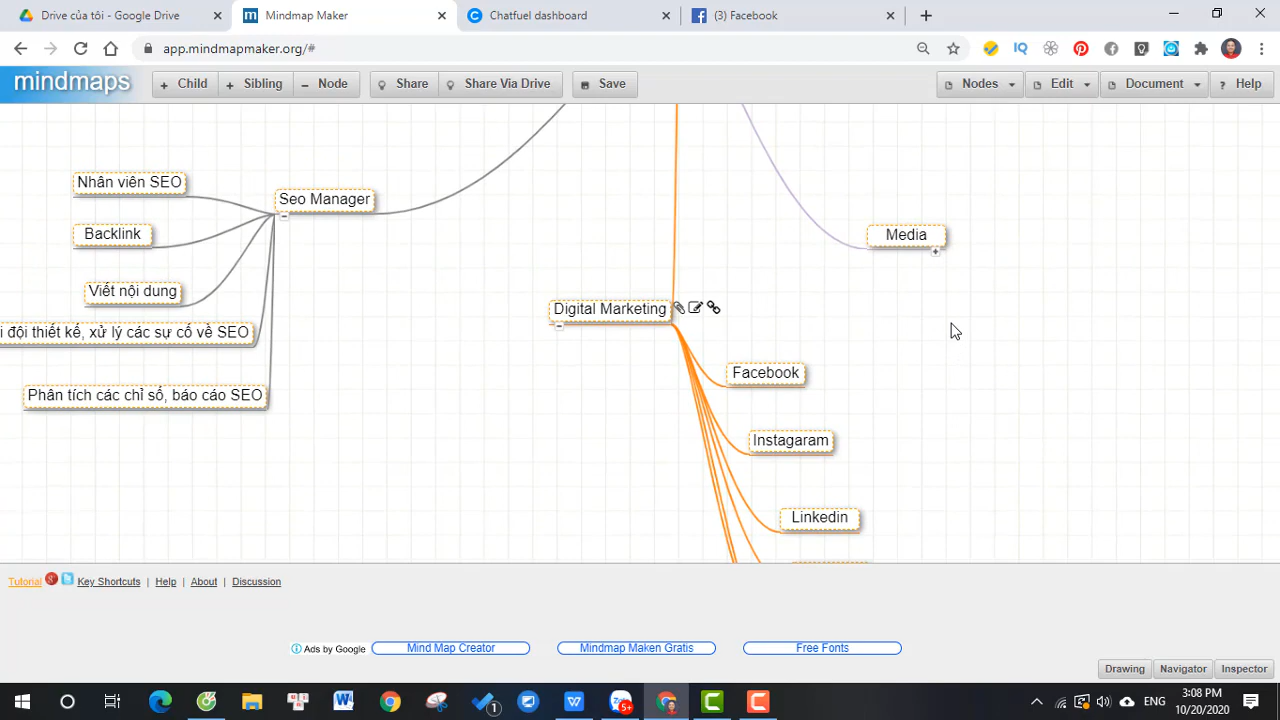 Drive của tôi - Google Drive
Mindmap Maker
Chatfuel dashboard
(3) Facebook
app.mindmapmaker.org/#
IQ
mindmaps
+ Child
+ Sibling
− Node
Share
Share Via Drive
Save
Nodes
Edit
Document
? Help
Nhân viên SEO
Seo Manager
Backlink
Viết nội dung
i đội thiết kế, xử lý các sự cố về SEO
Phân tích các chỉ số, báo cáo SEO
Media
Digital Marketing
Facebook
Instagaram
Linkedin
Tutorial
Key Shortcuts | Help | About | Discussion
Ads by Google
Mind Map Creator
Mindmap Maken Gratis
Free Fonts
Drawing
Navigator
Inspector
1
5+
ENG
3:08 PM
10/20/2020